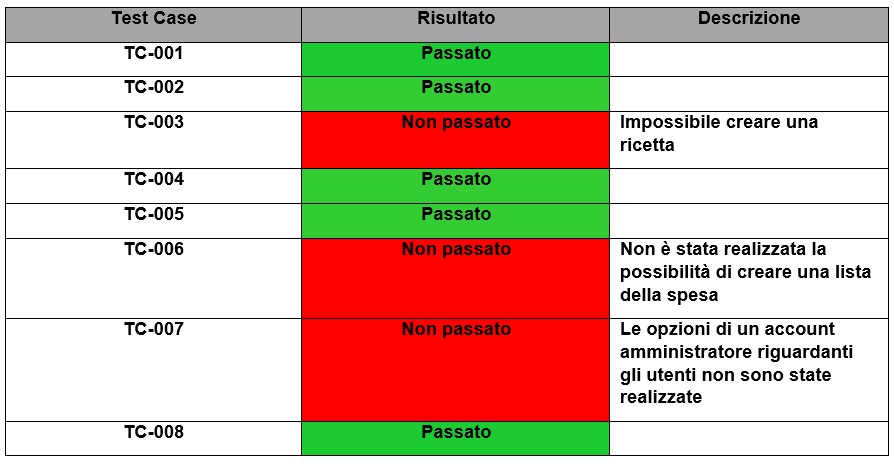 Test Case Risultato Descrizione
TC-001 Passato
TC-002 Passato
TC-003 Non passato Impossibile creare una
ricetta
TC-004 Passato
TC-005 Passato
TC-006 Non passato Non è stata realizzata la
possibilità di creare una lista
della spesa
TC-007 Non passato Le opzioni di un account
amministratore riguardanti
gli utenti non sono state
realizzate
TC-008 Passato